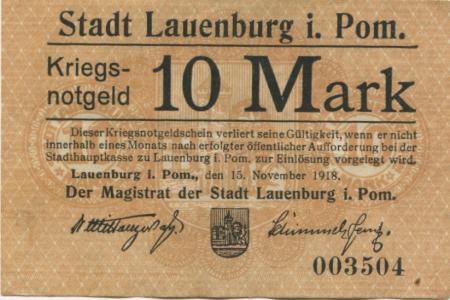 Stadt Lauenburg i. Pom.
Kriegs-
notgeld
10 Mark
Dieser Kriegsnotgeldschein verliert seine Gültigkeit, wenn er nicht
innerhalb eines Monats nach erfolgter öffentlicher Aufforderung bei der
Stadthauptkasse zu Lauenburg i. Pom. zur Einlösung vorgelegt wird.
Lauenburg i. Pom., den 15. November 1918.
Der Magistrat der Stadt Lauenburg i. Pom.
003504